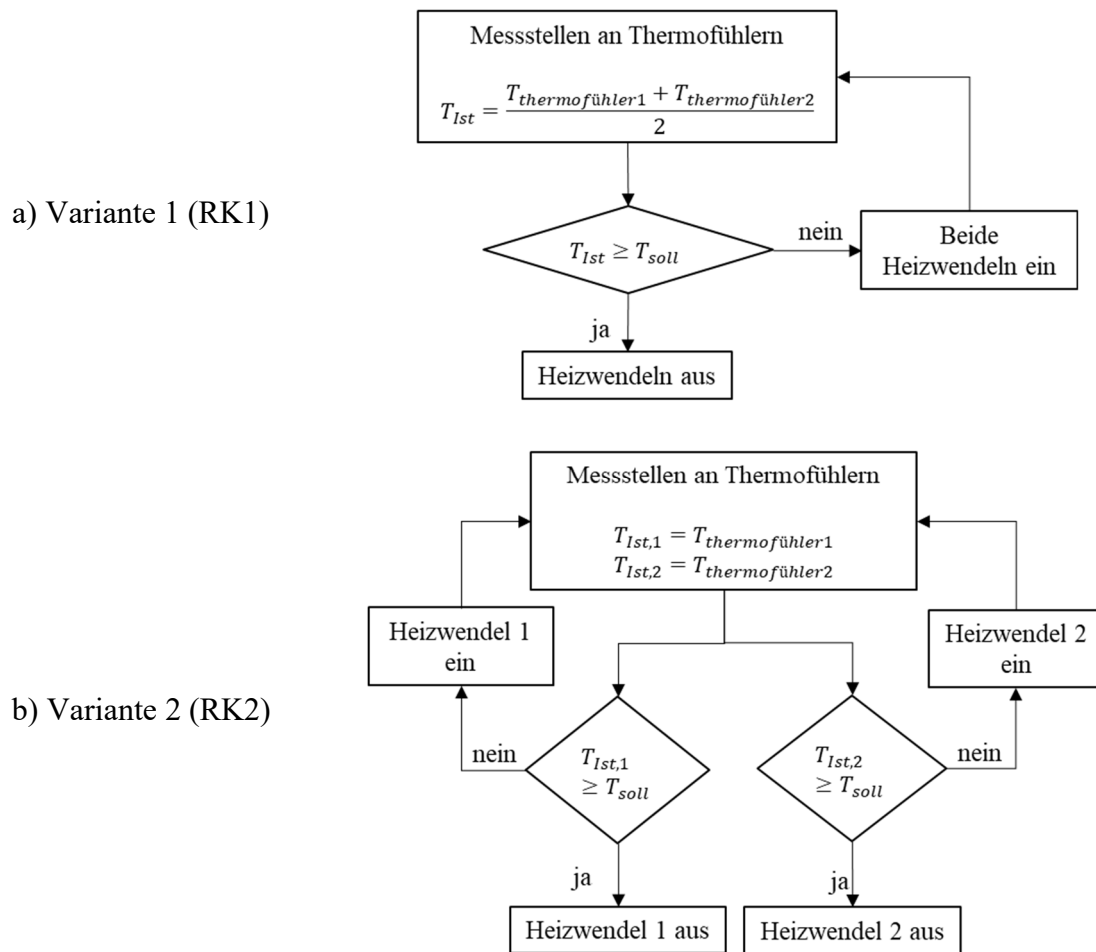 Messstellen an Thermofühlern
T_Ist = (T_thermofühler1 + T_thermofühler2) / 2
a) Variante 1 (RK1)
T_Ist ≥ T_soll
nein
Beide
Heizwendeln ein
ja
Heizwendeln aus
Messstellen an Thermofühlern
T_Ist,1 = T_thermofühler1
T_Ist,2 = T_thermofühler2
Heizwendel 1
ein
Heizwendel 2
ein
b) Variante 2 (RK2)
nein
T_Ist,1
≥ T_soll
T_Ist,2
≥ T_soll
nein
ja
ja
Heizwendel 1 aus
Heizwendel 2 aus